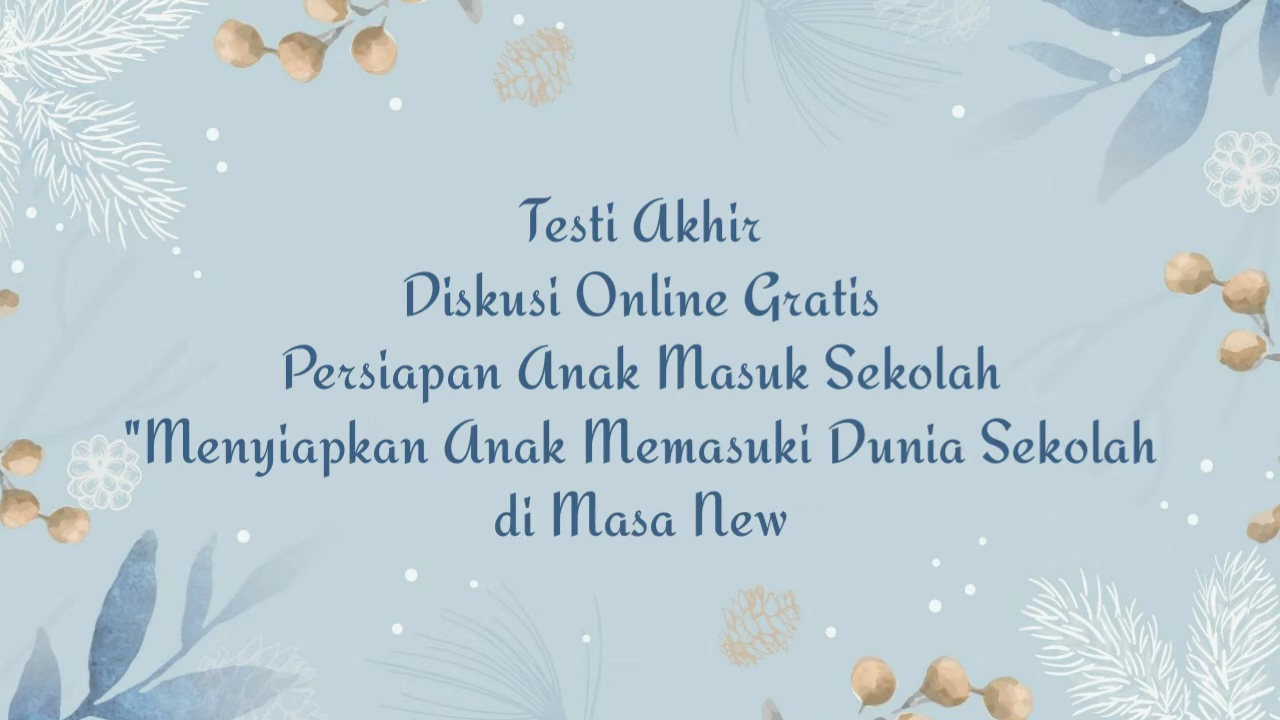 Testi Akhir
Diskusi Online Gratis
Persiapan Anak Masuk Sekolah
"Menyiapkan Anak Memasuki Dunia Sekolah
di Masa New